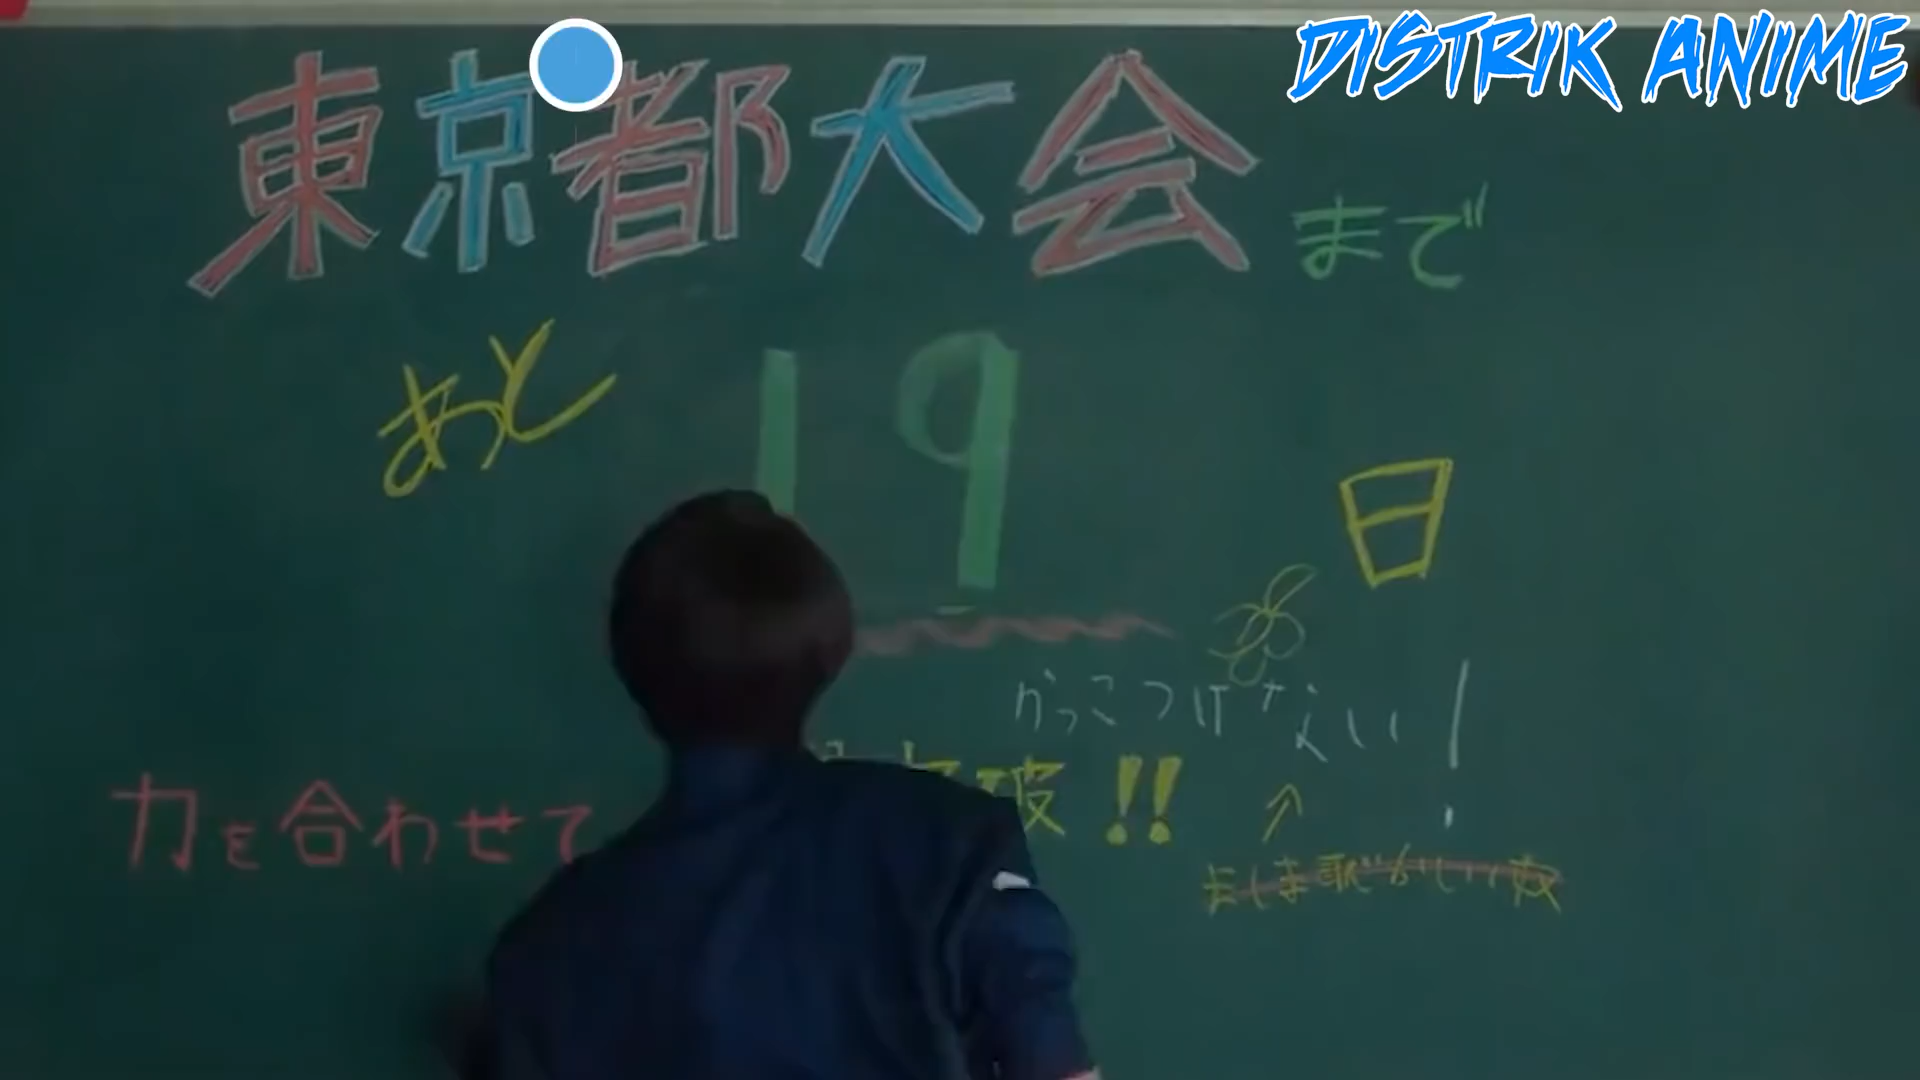 DISTRIK ANIME
東京都大会まで
あと 19 日
かっこつけない!
力を合わせて
破!!